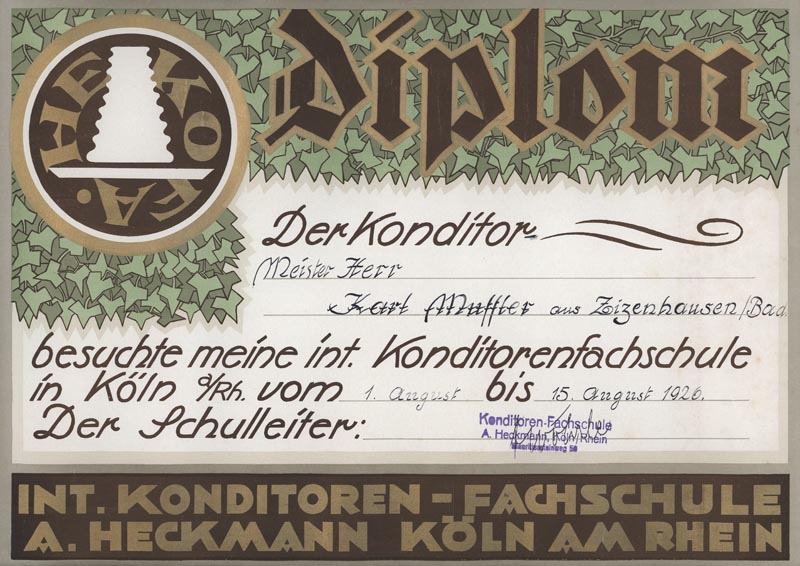 HEKOFA.
Diplom
Der Konditor
Meister Herr
Karl Muffler aus Zizenhausen/Bad.
besuchte meine int. Konditorenfachschule
in Köln a/Rh. vom 1. August bis 15. August 1926.
Der Schulleiter:
Konditoren-Fachschule
A. Heckmann, Köln/Rhein
INT. KONDITOREN-FACHSCHULE
A. HECKMANN KÖLN AM RHEIN